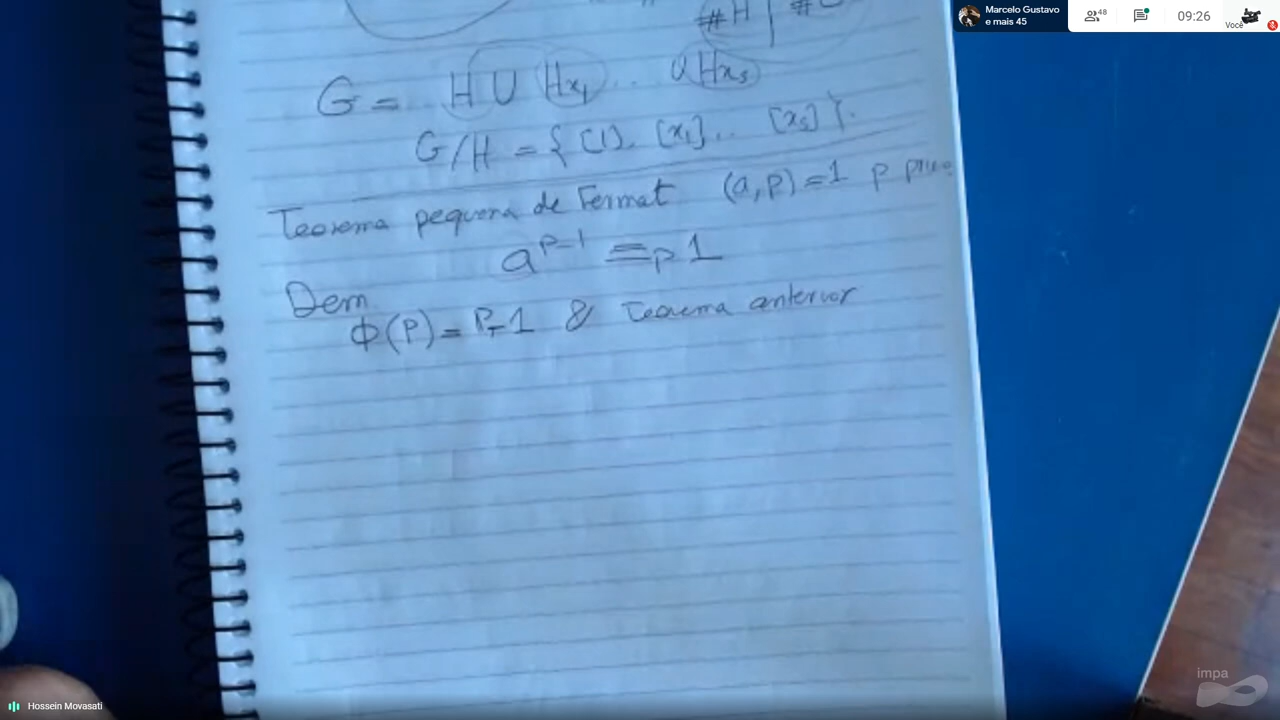 Marcelo Gustavo
e mais 45
48
09:26
Você
#H | #G
G = H U Hx₁ .. U Hxₛ
G/H = { [1], [x₁].. [xₛ] }.
Teorema pequena de Fermat (a,p)=1 p primo
a^{p-1} ≡ₚ 1
Dem
Φ(P) = P-1 & Teorema anterior
impa
Hossein Movasati